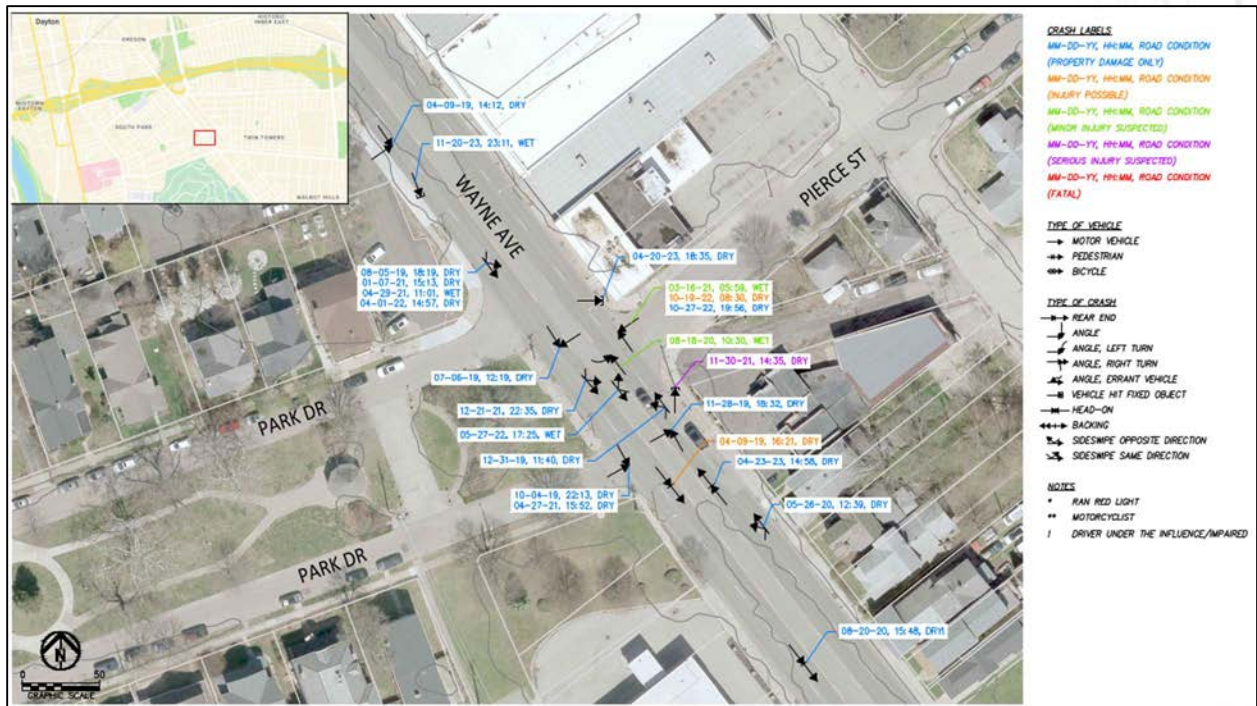 Dayton
HISTORIC
INNER EAST
OREGON
MIDTOWN
DAYTON
SOUTH PARK
TWIN TOWERS
WALNUT HILLS
04-09-19, 14:12, DRY
11-20-23, 23:11, WET
WAYNE AVE
PIERCE ST
04-20-23, 18:35, DRY
08-05-19, 18:19, DRY
01-07-21, 15:13, DRY
04-29-21, 11:01, WET
04-01-22, 14:57, DRY
03-16-21, 05:59, WET
10-19-22, 08:30, DRY
10-27-22, 19:56, DRY
08-18-20, 10:30, WET
11-30-21, 14:35, DRY
07-06-19, 12:19, DRY
12-21-21, 22:35, DRY
11-28-19, 18:32, DRY
PARK DR
05-27-22, 17:25, WET
04-09-19, 16:21, DRY
12-31-19, 11:40, DRY
04-23-23, 14:58, DRY
10-04-19, 22:13, DRY
04-27-21, 15:52, DRY
05-26-20, 12:39, DRY
PARK DR
08-20-20, 15:48, DRY!
N
0 50
GRAPHIC SCALE
CRASH LABELS
MM-DD-YY, HH:MM, ROAD CONDITION
(PROPERTY DAMAGE ONLY)
MM-DD-YY, HH:MM, ROAD CONDITION
(INJURY POSSIBLE)
MM-DD-YY, HH:MM, ROAD CONDITION
(MINOR INJURY SUSPECTED)
MM-DD-YY, HH:MM, ROAD CONDITION
(SERIOUS INJURY SUSPECTED)
MM-DD-YY, HH:MM, ROAD CONDITION
(FATAL)
TYPE OF VEHICLE
MOTOR VEHICLE
PEDESTRIAN
BICYCLE
TYPE OF CRASH
REAR END
ANGLE
ANGLE, LEFT TURN
ANGLE, RIGHT TURN
ANGLE, ERRANT VEHICLE
VEHICLE HIT FIXED OBJECT
HEAD-ON
BACKING
SIDESWIPE OPPOSITE DIRECTION
SIDESWIPE SAME DIRECTION
NOTES
* RAN RED LIGHT
** MOTORCYCLIST
! DRIVER UNDER THE INFLUENCE/IMPAIRED